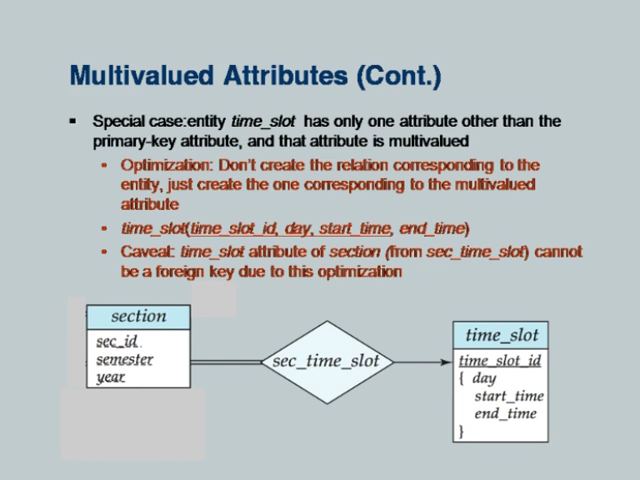 Multivalued Attributes (Cont.)
▪ Special case:entity time_slot has only one attribute other than the
primary-key attribute, and that attribute is multivalued
• Optimization: Don't create the relation corresponding to the
entity, just create the one corresponding to the multivalued
attribute
• time_slot(time_slot_id, day, start_time, end_time)
• Caveat: time_slot attribute of section (from sec_time_slot) cannot
be a foreign key due to this optimization
section
sec_id
semester
year
sec_time_slot
time_slot
time_slot_id
{ day
start_time
end_time
}